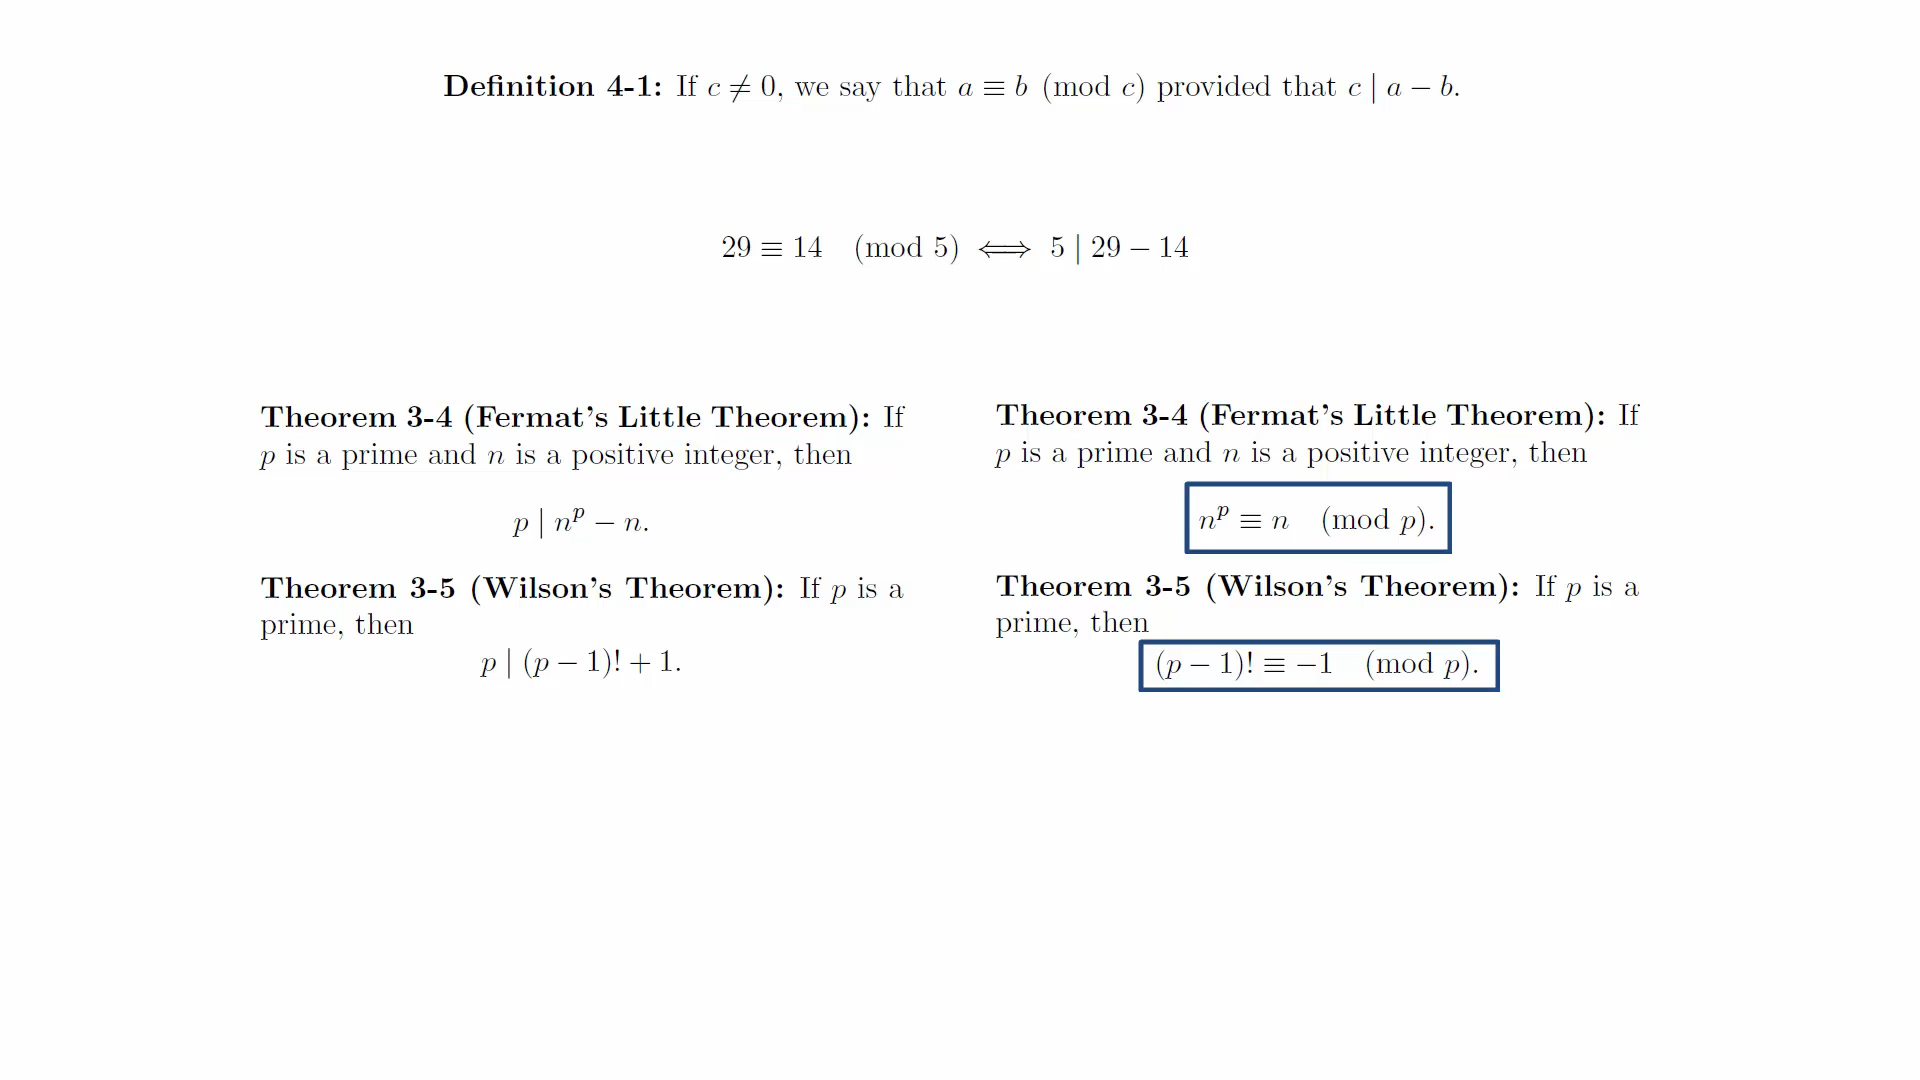 Definition 4-1: If c ≠ 0, we say that a ≡ b (mod c) provided that c | a − b.
29 ≡ 14 (mod 5) ⟺ 5 | 29 − 14
Theorem 3-4 (Fermat's Little Theorem): If
p is a prime and n is a positive integer, then
p | nᵖ − n.
Theorem 3-5 (Wilson's Theorem): If p is a
prime, then
p | (p − 1)! + 1.
Theorem 3-4 (Fermat's Little Theorem): If
p is a prime and n is a positive integer, then
nᵖ ≡ n (mod p).
Theorem 3-5 (Wilson's Theorem): If p is a
prime, then
(p − 1)! ≡ −1 (mod p).